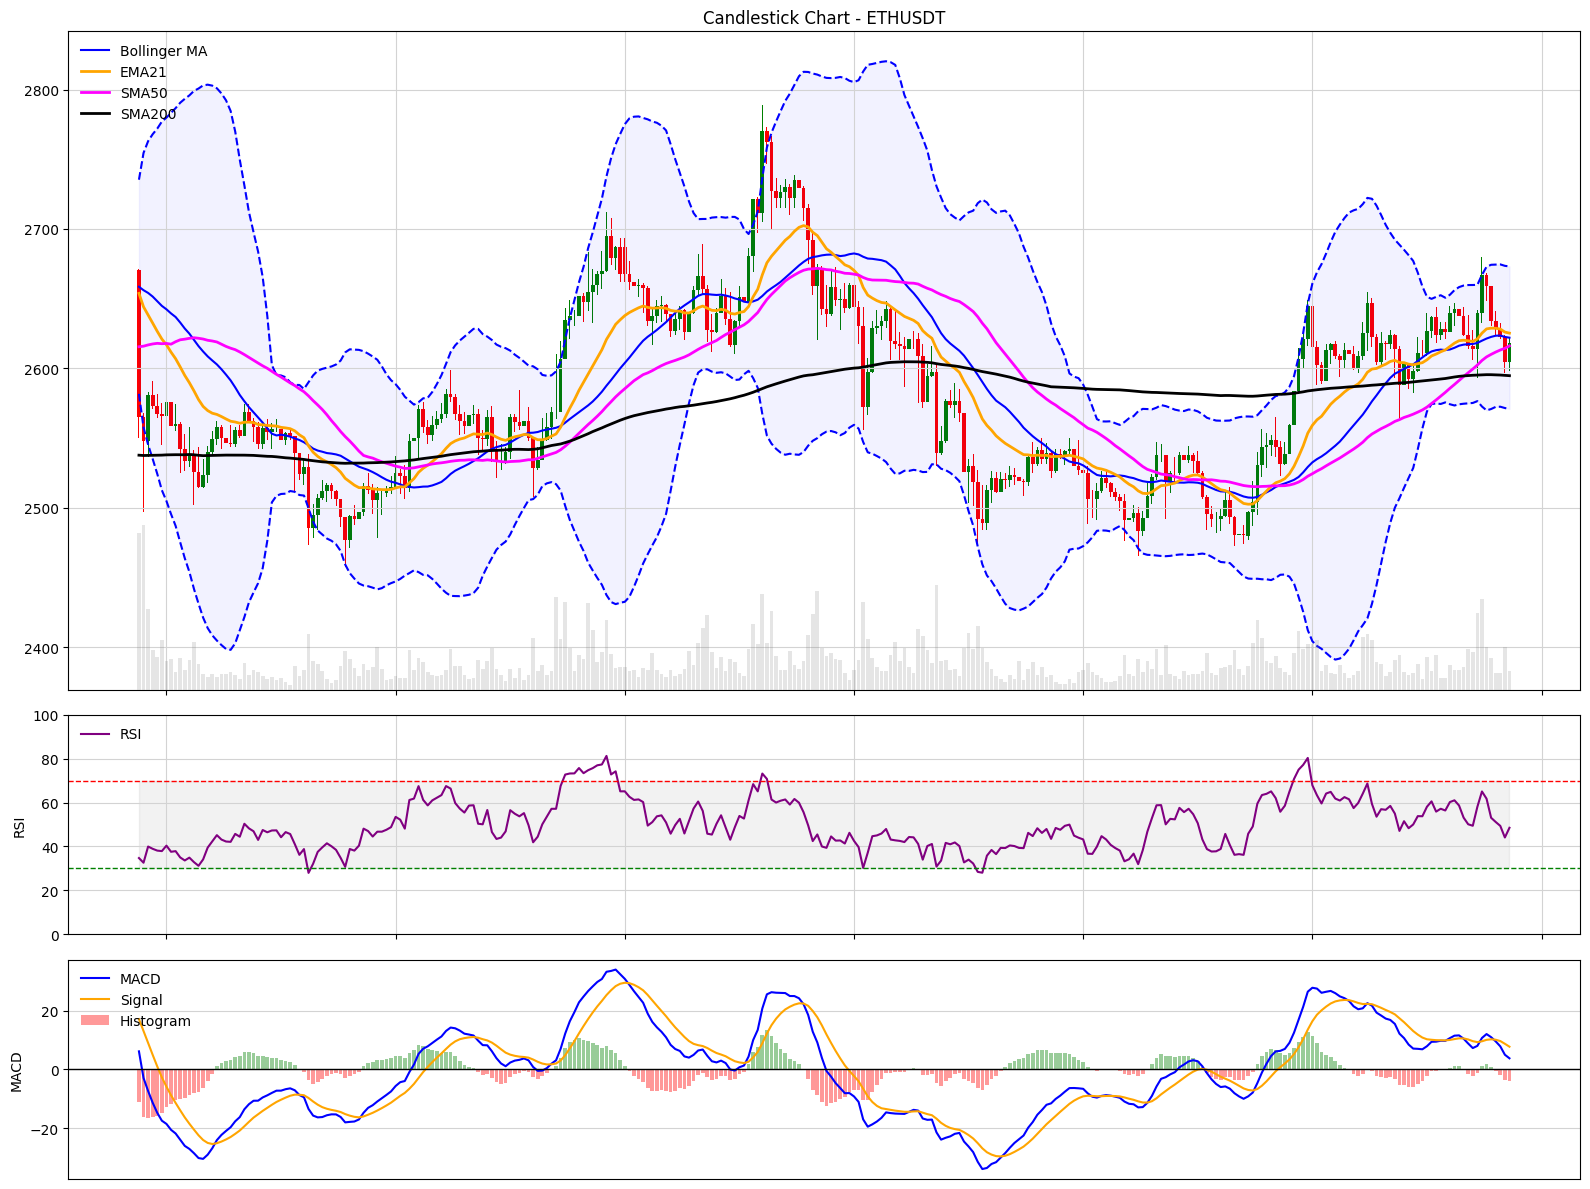 Candlestick Chart - ETHUSDT
Bollinger MA
EMA21
SMA50
SMA200
2800
2700
2600
2500
2400
100
RSI
80
60
40
20
0
RSI
MACD
Signal
Histogram
20
0
−20
MACD